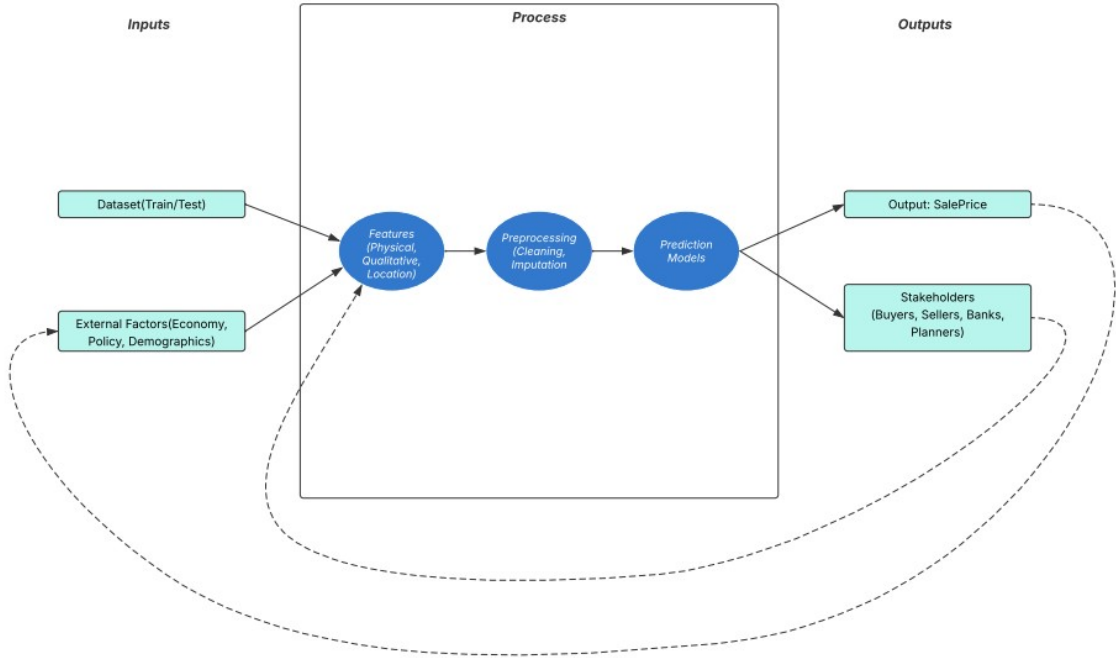 Inputs
Process
Outputs
Dataset(Train/Test)
External Factors(Economy,
Policy, Demographics)
Features
(Physical,
Qualitative,
Location)
Preprocessing
(Cleaning,
Imputation
Prediction
Models
Output: SalePrice
Stakeholders
(Buyers, Sellers, Banks,
Planners)